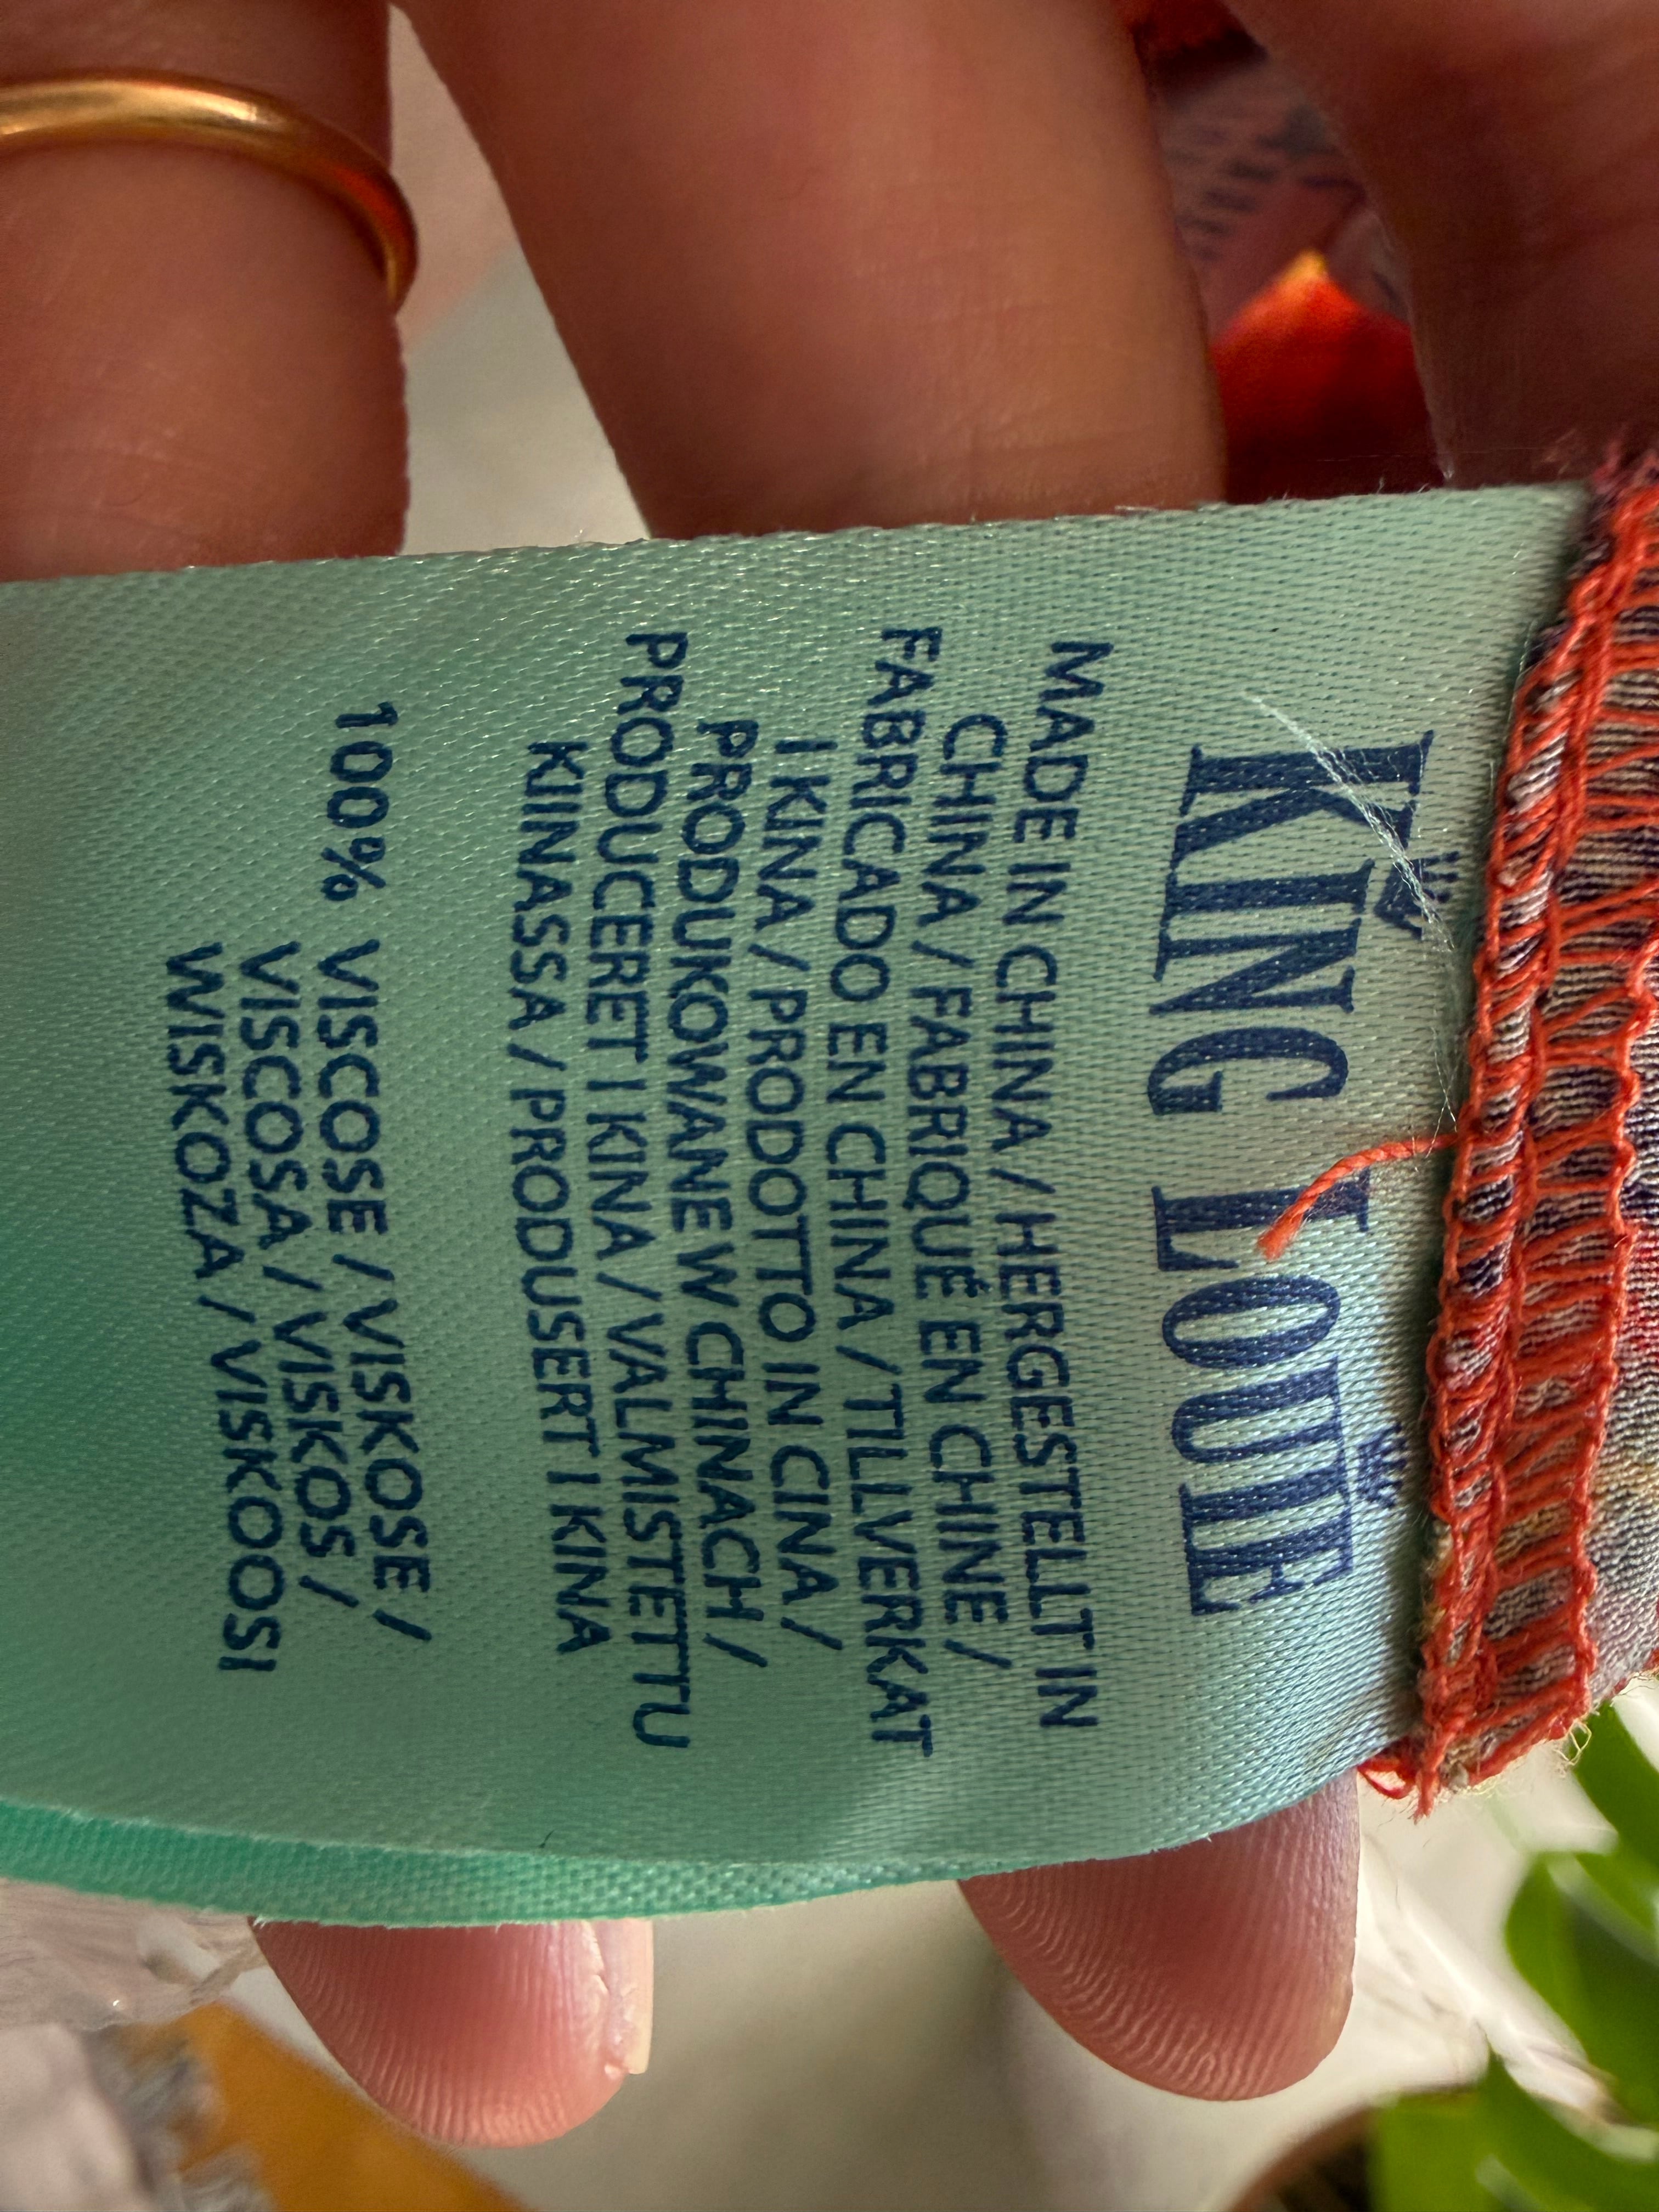 KING LOUIE
MADE IN CHINA / HERGESTELLT IN
CHINA / FABRIQUÉ EN CHINE /
FABRICADO EN CHINA / TILLVERKAT
I KINA / PRODOTTO IN CINA /
PRODUKOWANE W CHINACH /
PRODUCERET I KINA / VALMISTETTU
KINASSA / PRODUSERT I KINA
100% VISCOSE / VISKOSE /
VISCOSA / VISKOS /
WISKOZA / VISKOOSI